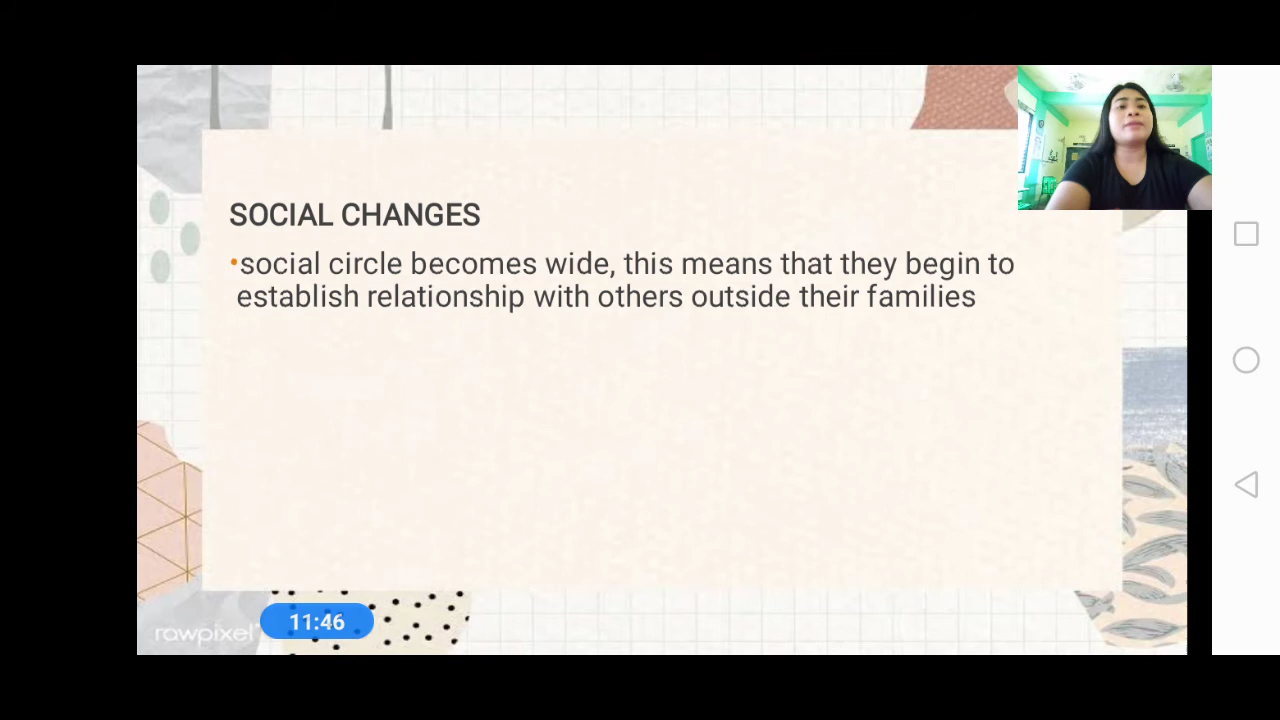 SOCIAL CHANGES
•social circle becomes wide, this means that they begin to
establish relationship with others outside their families
11:46
rawpixel